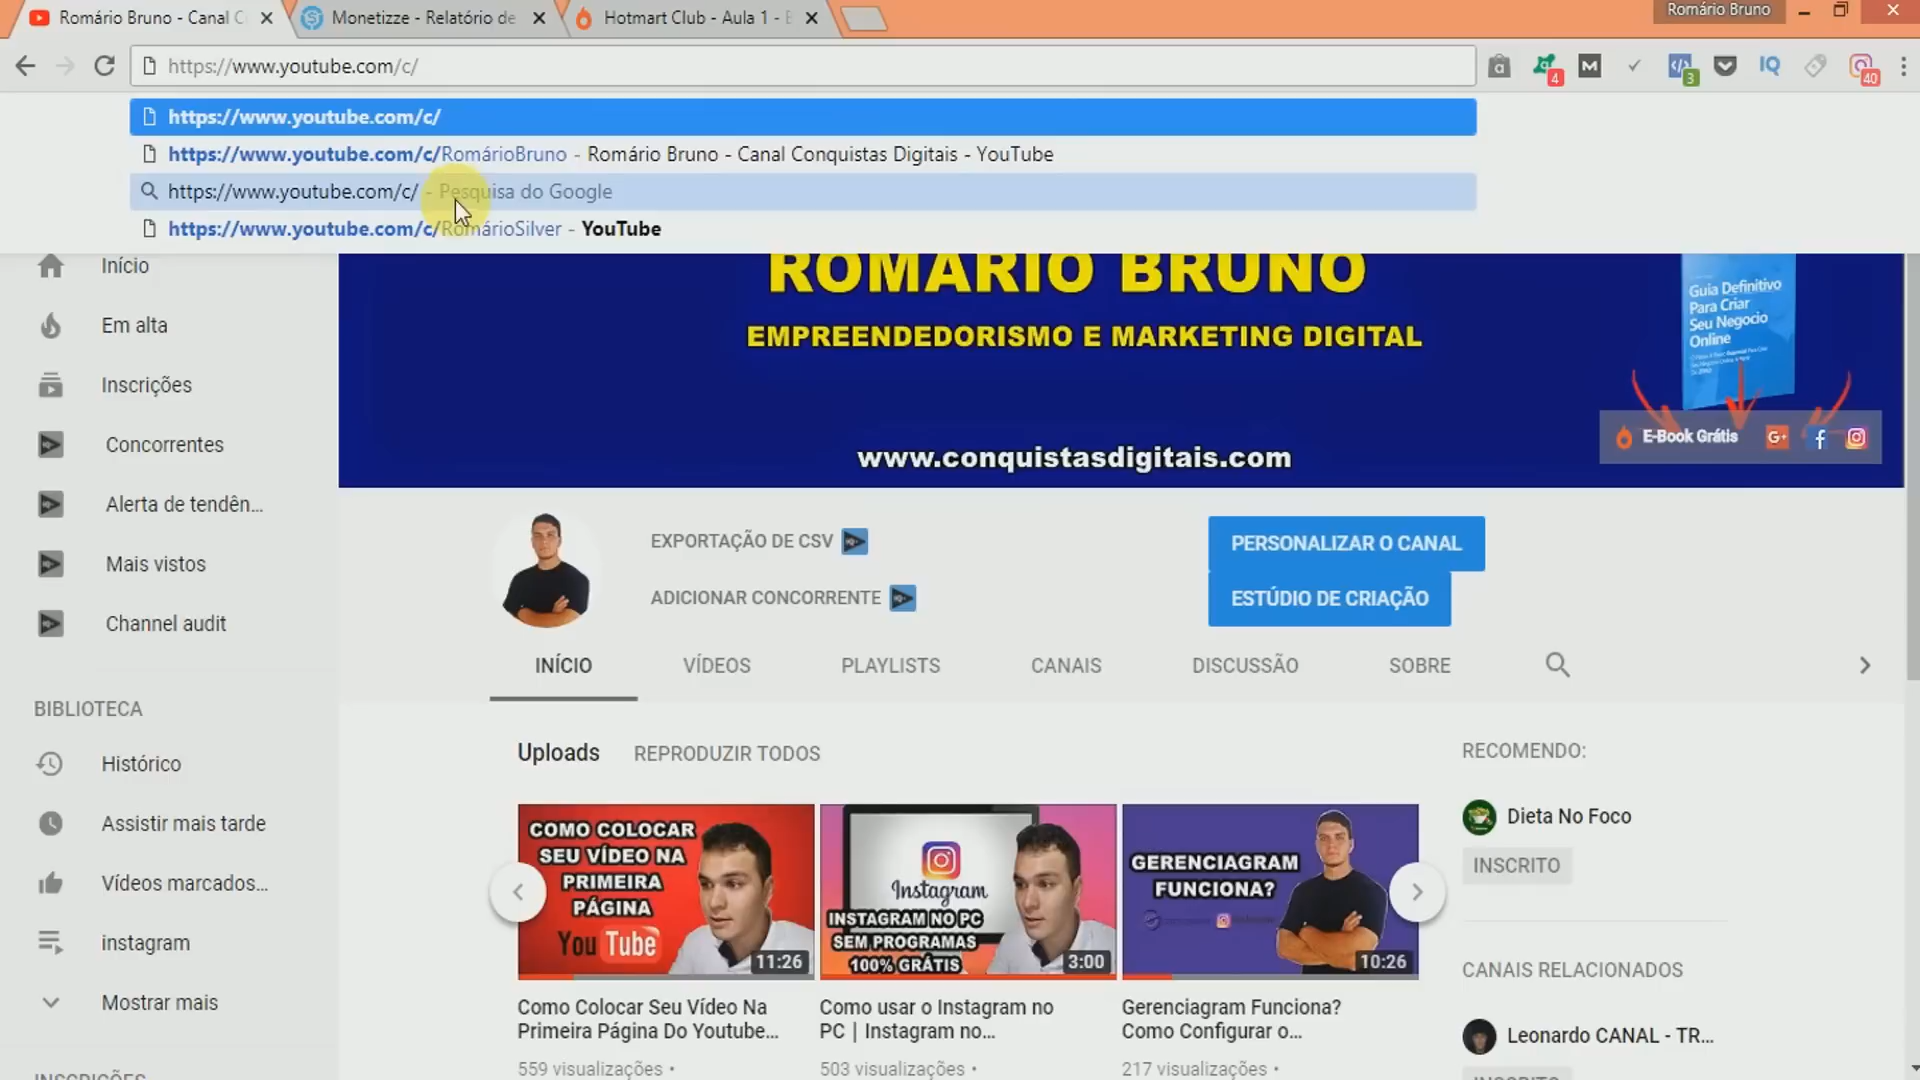 Romário Bruno - Canal C
Monetizze - Relatório de
Hotmart Club - Aula 1 - E
Romário Bruno
https://www.youtube.com/c/
4
M
3
IQ
40
https://www.youtube.com/c/
https://www.youtube.com/c/RomárioBruno - Romário Bruno - Canal Conquistas Digitais - YouTube
https://www.youtube.com/c/ - Pesquisa do Google
https://www.youtube.com/c/RomárioSilver - YouTube
Início
Em alta
Inscrições
Concorrentes
Alerta de tendên...
Mais vistos
Channel audit
BIBLIOTECA
Histórico
Assistir mais tarde
Vídeos marcados...
instagram
Mostrar mais
INSCRIÇÕES
ROMÁRIO BRUNO
EMPREENDEDORISMO E MARKETING DIGITAL
www.conquistasdigitais.com
Guia Definitivo
Para Criar
Seu Negocio
Online
E-Book Grátis
EXPORTAÇÃO DE CSV
ADICIONAR CONCORRENTE
PERSONALIZAR O CANAL
ESTÚDIO DE CRIAÇÃO
INÍCIO
VÍDEOS
PLAYLISTS
CANAIS
DISCUSSÃO
SOBRE
Uploads
REPRODUZIR TODOS
COMO COLOCAR
SEU VÍDEO NA
PRIMEIRA
PÁGINA
YouTube
11:26
Como Colocar Seu Vídeo Na
Primeira Página Do Youtube...
559 visualizações •
Instagram
INSTAGRAM NO PC
SEM PROGRAMAS
100% GRÁTIS
3:00
Como usar o Instagram no
PC | Instagram no...
503 visualizações •
GERENCIAGRAM
FUNCIONA?
10:26
Gerenciagram Funciona?
Como Configurar o...
217 visualizações •
RECOMENDO:
Dieta No Foco
INSCRITO
CANAIS RELACIONADOS
Leonardo CANAL - TR...
INSCRITO